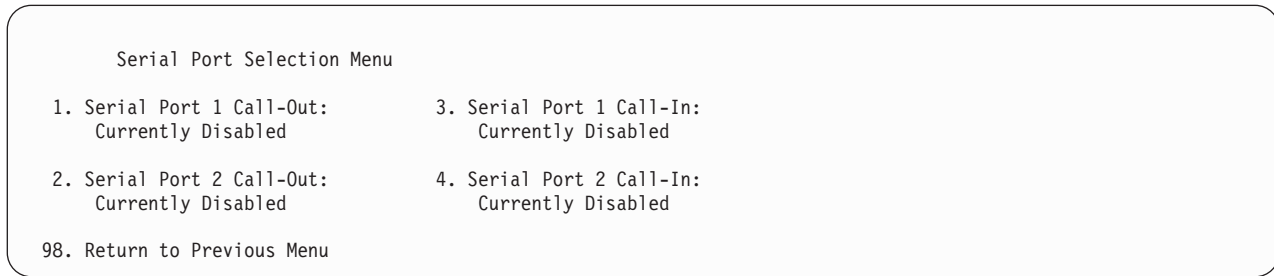 Serial Port Selection Menu
1. Serial Port 1 Call-Out: 3. Serial Port 1 Call-In:
Currently Disabled Currently Disabled
2. Serial Port 2 Call-Out: 4. Serial Port 2 Call-In:
Currently Disabled Currently Disabled
98. Return to Previous Menu